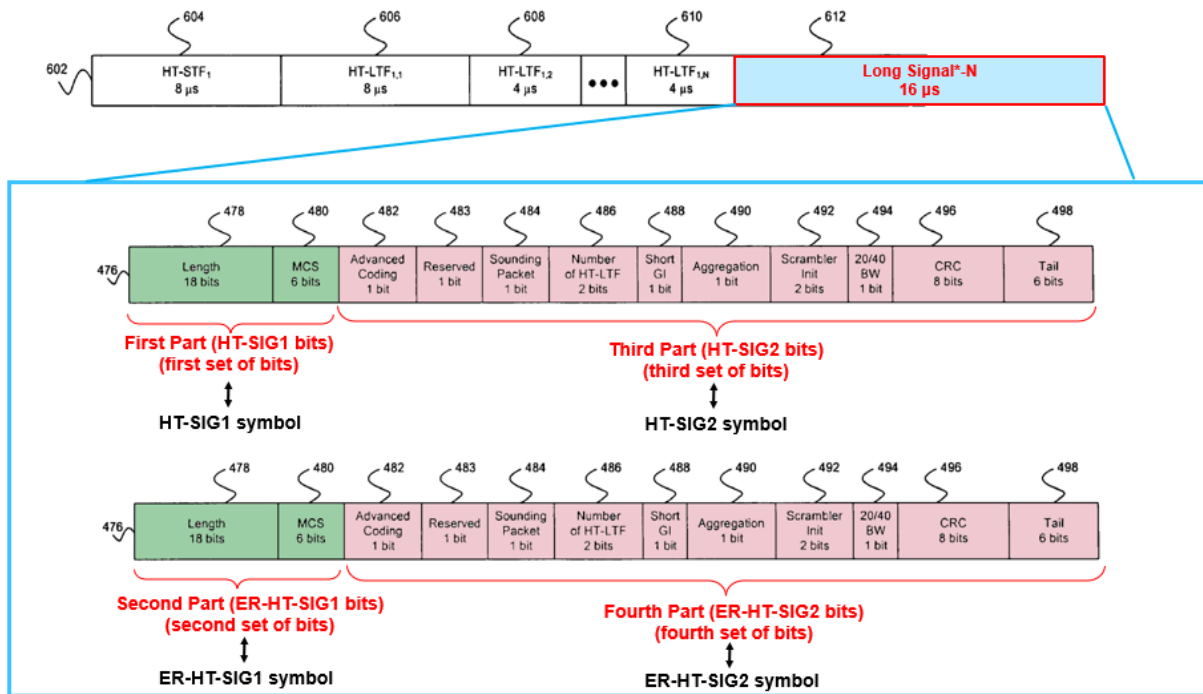 604
606
608
610
612
602
HT-STF₁
8 µs
HT-LTF₁,₁
8 µs
HT-LTF₁,₂
4 µs
•••
HT-LTF₁,N
4 µs
Long Signal*-N
16 µs
478
480
482
483
484
486
488
490
492
494
496
498
476
Length
18 bits
MCS
6 bits
Advanced
Coding
1 bit
Reserved
1 bit
Sounding
Packet
1 bit
Number
of HT-LTF
2 bits
Short
GI
1 bit
Aggregation
1 bit
Scrambler
Init
2 bits
20/40
BW
1 bit
CRC
8 bits
Tail
6 bits
First Part (HT-SIG1 bits)
(first set of bits)
HT-SIG1 symbol
Third Part (HT-SIG2 bits)
(third set of bits)
HT-SIG2 symbol
478
480
482
483
484
486
488
490
492
494
496
498
476
Length
18 bits
MCS
6 bits
Advanced
Coding
1 bit
Reserved
1 bit
Sounding
Packet
1 bit
Number
of HT-LTF
2 bits
Short
GI
1 bit
Aggregation
1 bit
Scrambler
Init
2 bits
20/40
BW
1 bit
CRC
8 bits
Tail
6 bits
Second Part (ER-HT-SIG1 bits)
(second set of bits)
ER-HT-SIG1 symbol
Fourth Part (ER-HT-SIG2 bits)
(fourth set of bits)
ER-HT-SIG2 symbol